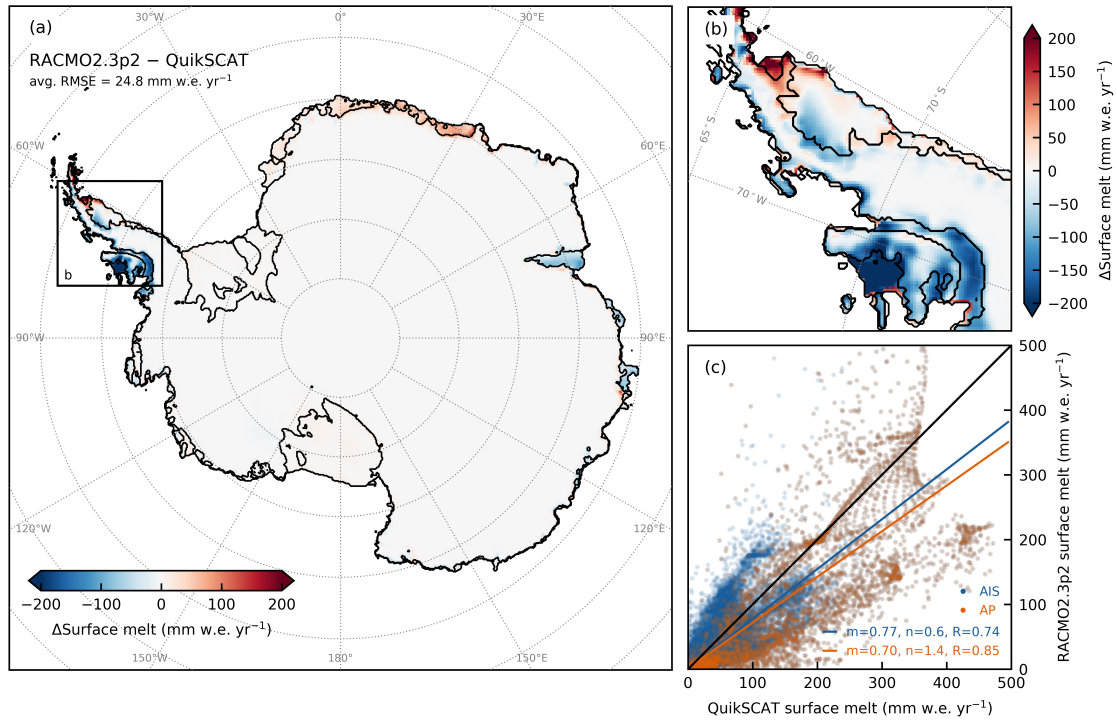 (a)
RACMO2.3p2 − QuikSCAT
avg. RMSE = 24.8 mm w.e. yr⁻¹
30°W
0°
30°E
60°W
60°E
90°W
90°E
120°W
120°E
150°W
180°
150°E
b
−200 −100 0 100 200
ΔSurface melt (mm w.e. yr⁻¹)
(b)
60°W
70°S
65°S
70°W
200
150
100
50
0
−50
−100
−150
−200
ΔSurface melt (mm w.e. yr⁻¹)
(c)
500
400
300
200
100
0
RACMO2.3p2 surface melt (mm w.e. yr⁻¹)
AIS
AP
m=0.77, n=0.6, R=0.74
m=0.70, n=1.4, R=0.85
0 100 200 300 400 500
QuikSCAT surface melt (mm w.e. yr⁻¹)